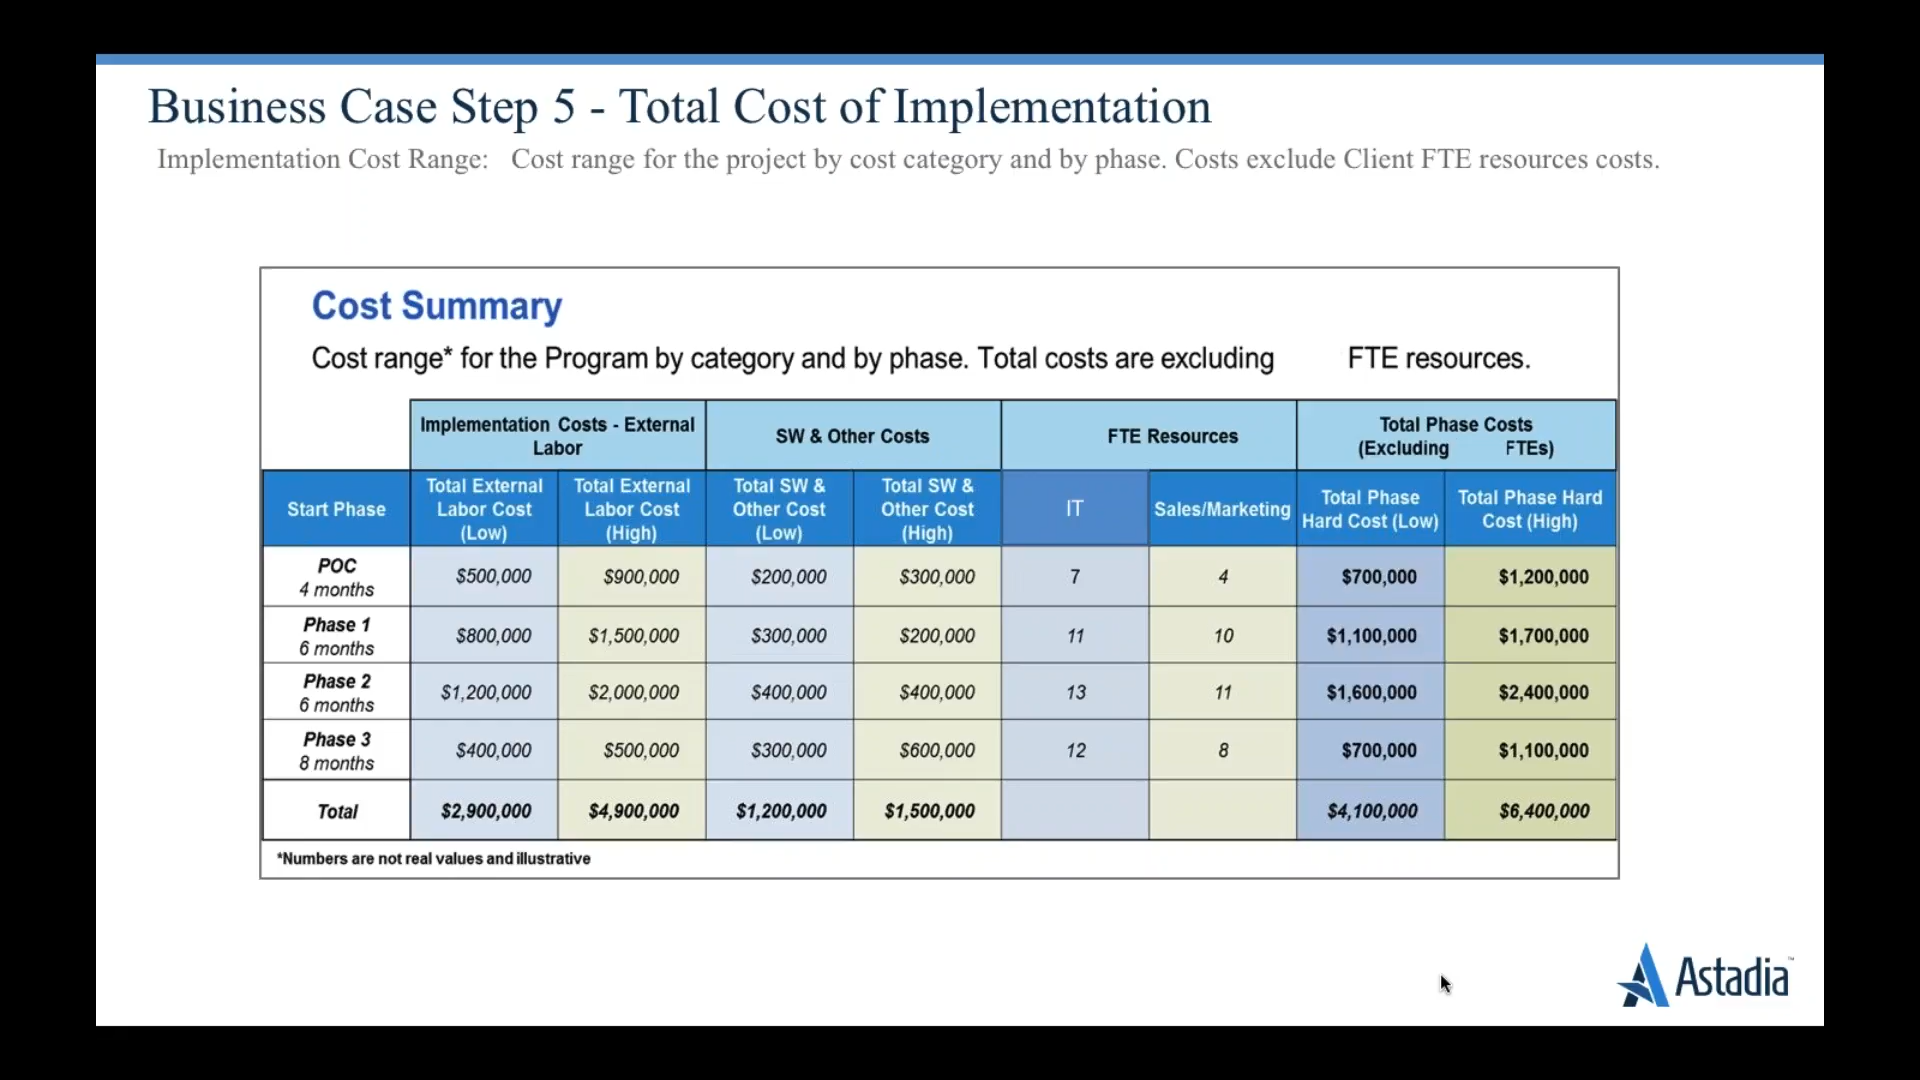 Business Case Step 5 - Total Cost of Implementation
Implementation Cost Range: Cost range for the project by cost category and by phase. Costs exclude Client FTE resources costs.
Cost Summary
Cost range* for the Program by category and by phase. Total costs are excluding FTE resources.
Implementation Costs - External Labor SW & Other Costs FTE Resources Total Phase Costs (Excluding FTEs)
Start Phase Total External Labor Cost (Low) Total External Labor Cost (High) Total SW & Other Cost (Low) Total SW & Other Cost (High) IT Sales/Marketing Total Phase Hard Cost (Low) Total Phase Hard Cost (High)
POC 4 months $500,000 $900,000 $200,000 $300,000 7 4 $700,000 $1,200,000
Phase 1 6 months $800,000 $1,500,000 $300,000 $200,000 11 10 $1,100,000 $1,700,000
Phase 2 6 months $1,200,000 $2,000,000 $400,000 $400,000 13 11 $1,600,000 $2,400,000
Phase 3 8 months $400,000 $500,000 $300,000 $600,000 12 8 $700,000 $1,100,000
Total $2,900,000 $4,900,000 $1,200,000 $1,500,000 $4,100,000 $6,400,000
*Numbers are not real values and illustrative
Astadia™